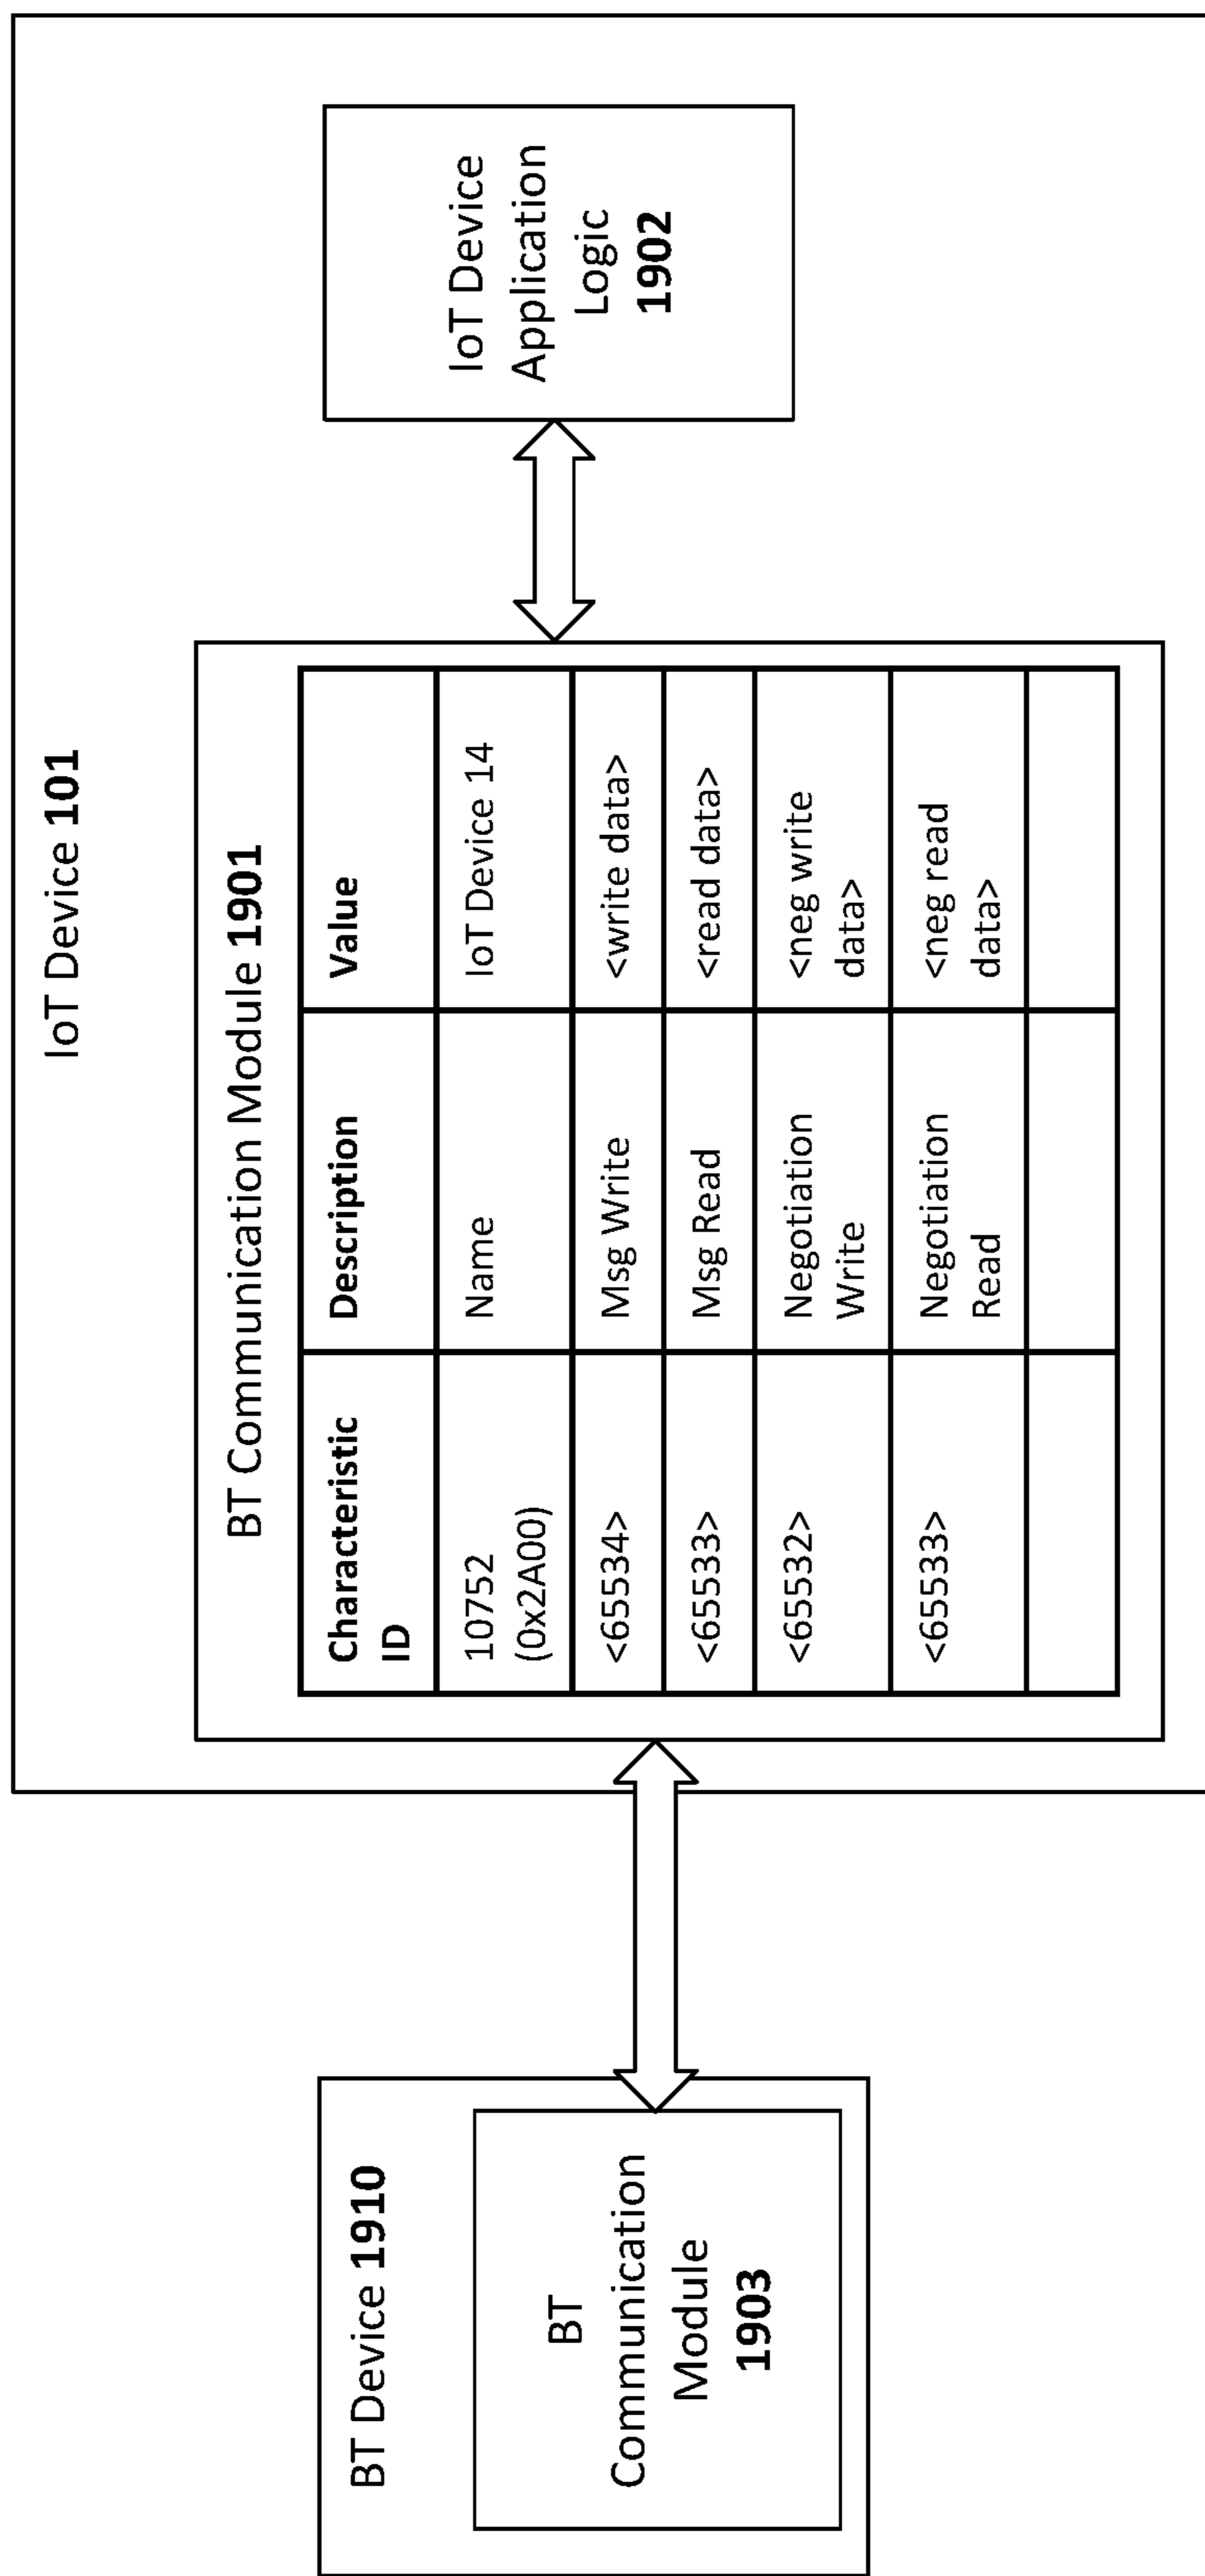 IoT Device 101
BT Device 1910
BT
Communication
Module
1903
BT Communication Module 1901
Characteristic ID Description Value
10752 (0x2A00) Name IoT Device 14
<65534> Msg Write <write data>
<65533> Msg Read <read data>
<65532> Negotiation Write <neg write data>
<65533> Negotiation Read <neg read data>
IoT Device
Application
Logic
1902